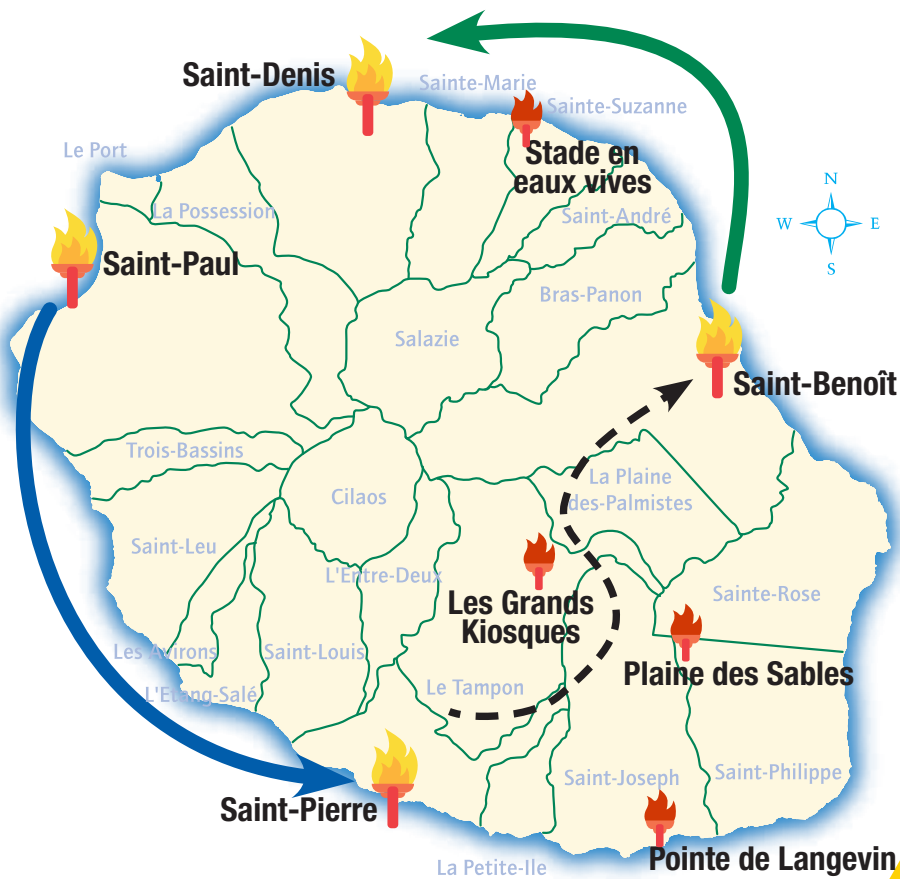 Saint-Denis
Sainte-Marie
Sainte-Suzanne
Stade en
eaux vives
Le Port
La Possession
Saint-André
N
W
E
S
Saint-Paul
Bras-Panon
Salazie
Saint-Benoît
Trois-Bassins
Cilaos
La Plaine
des-Palmistes
Saint-Leu
L'Entre-Deux
Les Grands
Kiosques
Sainte-Rose
Les Avirons
Saint-Louis
Plaine des Sables
L'Etang-Salé
Le Tampon
Saint-Joseph
Saint-Philippe
Saint-Pierre
La Petite-Ile
Pointe de Langevin